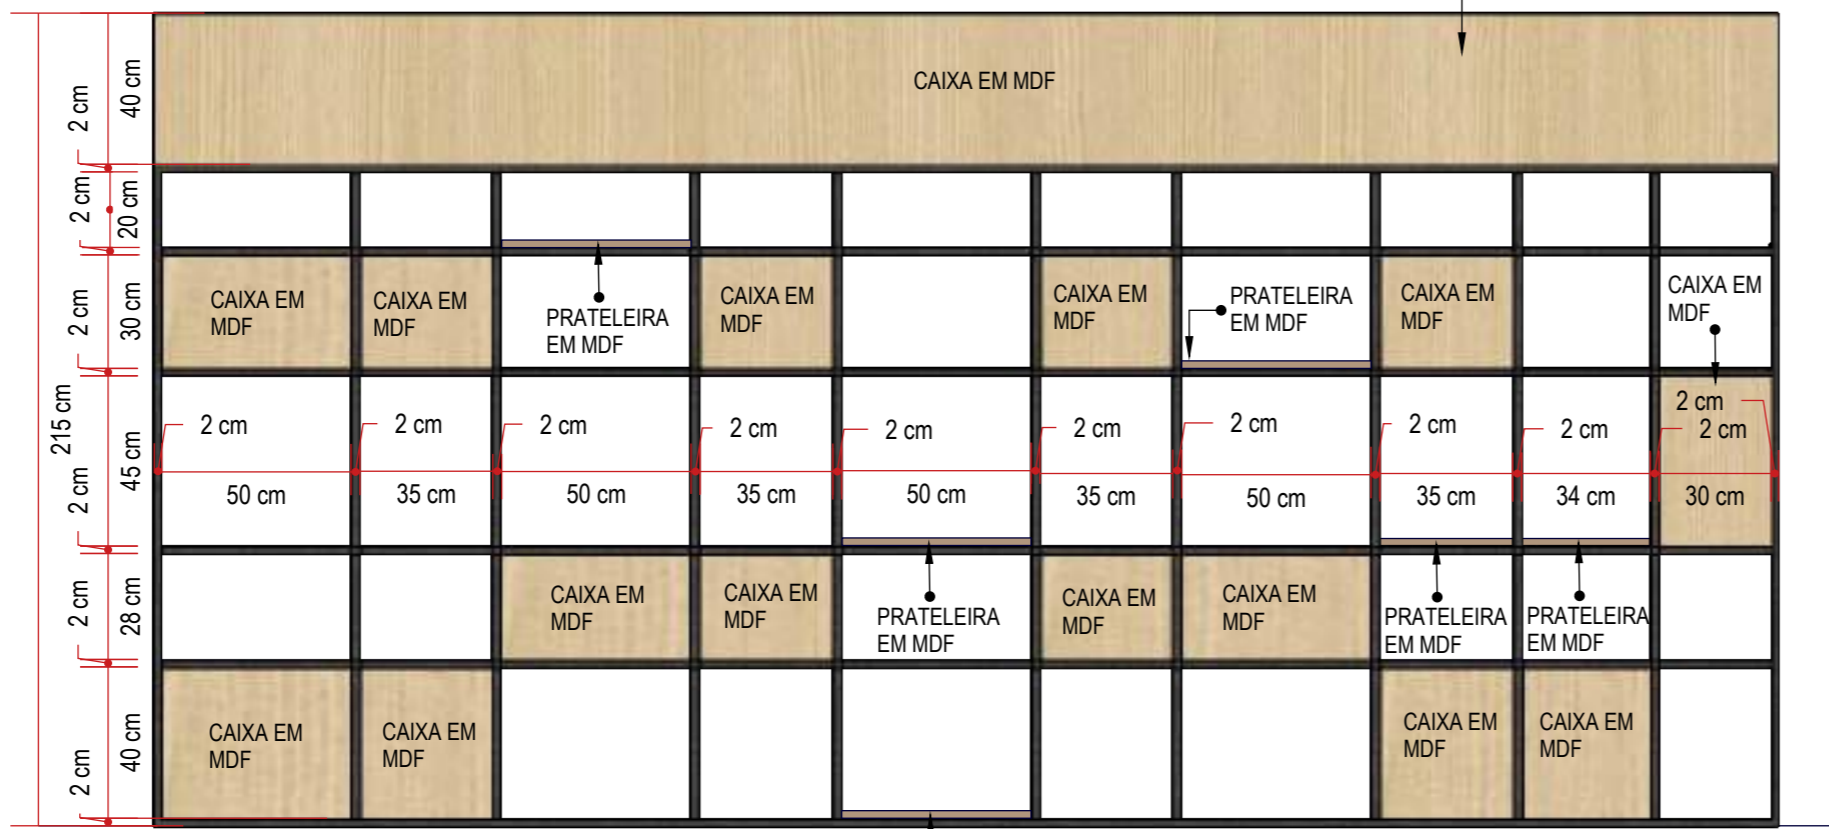 CAIXA EM MDF
40 cm
2 cm
20 cm
2 cm
30 cm
2 cm
CAIXA EM
MDF
CAIXA EM
MDF
PRATELEIRA
EM MDF
CAIXA EM
MDF
CAIXA EM
MDF
PRATELEIRA
EM MDF
CAIXA EM
MDF
CAIXA EM
MDF
215 cm
45 cm
2 cm
2 cm
2 cm
2 cm
2 cm
2 cm
2 cm
2 cm
2 cm
2 cm
2 cm
2 cm
50 cm
35 cm
50 cm
35 cm
50 cm
35 cm
50 cm
35 cm
34 cm
30 cm
28 cm
2 cm
CAIXA EM
MDF
CAIXA EM
MDF
PRATELEIRA
EM MDF
CAIXA EM
MDF
CAIXA EM
MDF
PRATELEIRA
EM MDF
PRATELEIRA
EM MDF
40 cm
2 cm
CAIXA EM
MDF
CAIXA EM
MDF
CAIXA EM
MDF
CAIXA EM
MDF